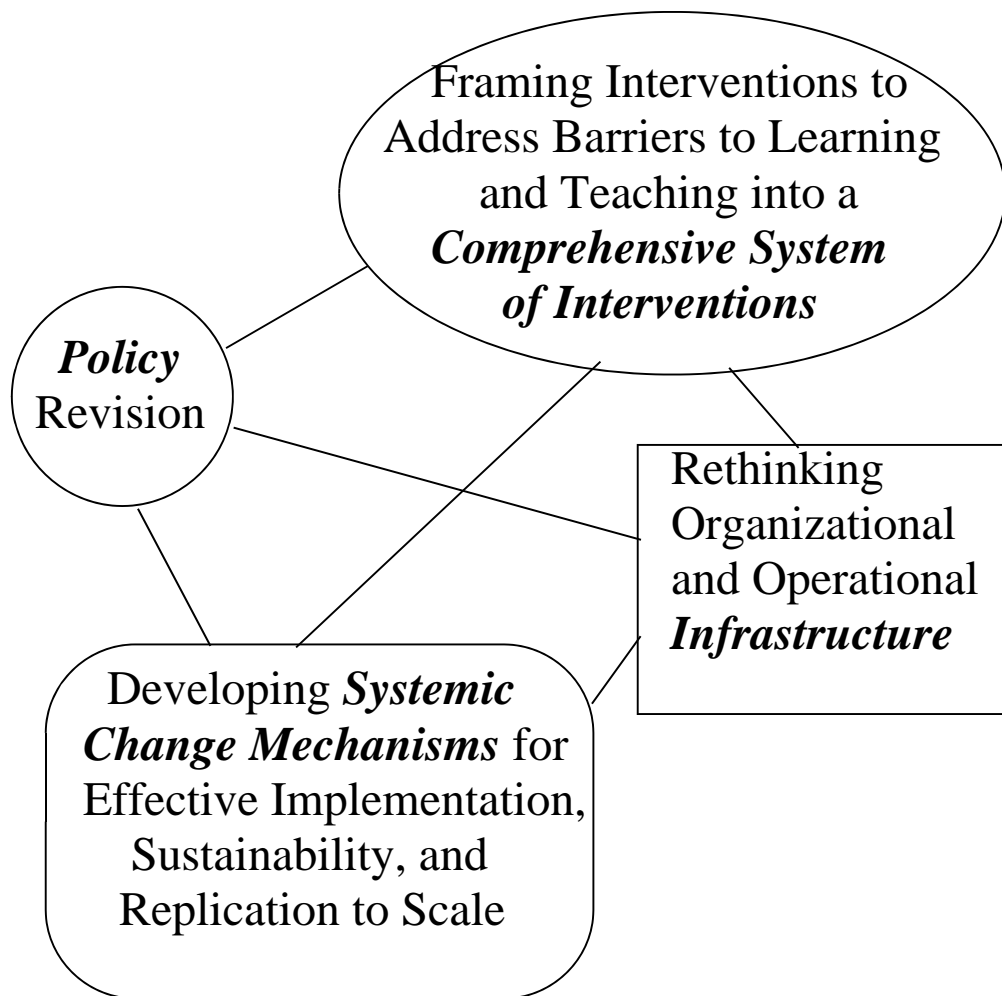 Framing Interventions to
Address Barriers to Learning
and Teaching into a
Comprehensive System
of Interventions
Policy
Revision
Rethinking
Organizational
and Operational
Infrastructure
Developing Systemic
Change Mechanisms for
Effective Implementation,
Sustainability, and
Replication to Scale